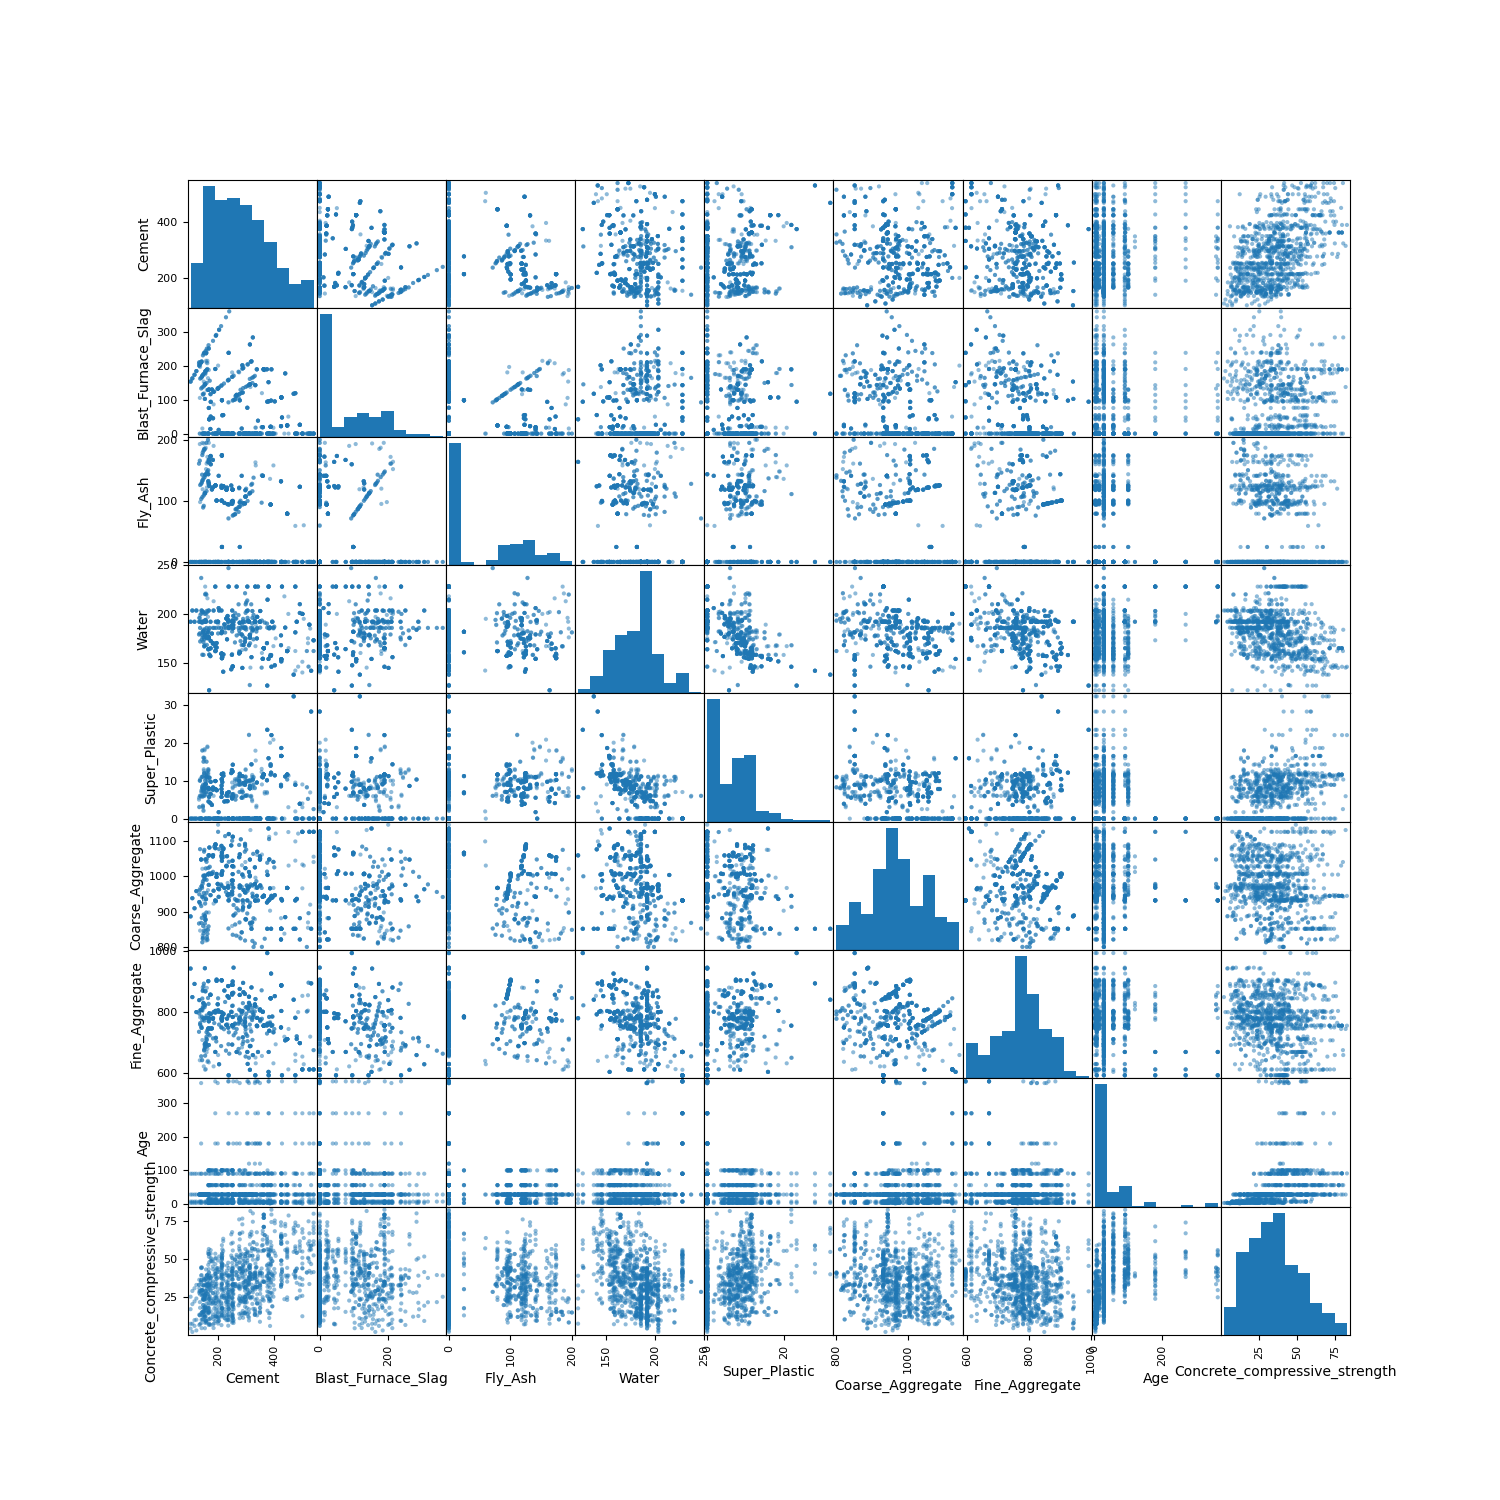 Cement
400
200
Blast_Furnace_Slag
300
200
100
0
Fly_Ash
200
100
0
Water
250
200
150
Super_Plastic
30
20
10
0
Coarse_Aggregate
1100
1000
900
800
Fine_Aggregate
1000
800
600
Age
300
200
100
0
Concrete_compressive_strength
75
50
25
200 400
0 200
0 100 200
150 200 250
0 20
800 1000
600 800 1000
0 200
25 50 75
Cement Blast_Furnace_Slag Fly_Ash Water Super_Plastic Coarse_Aggregate Fine_Aggregate Age Concrete_compressive_strength